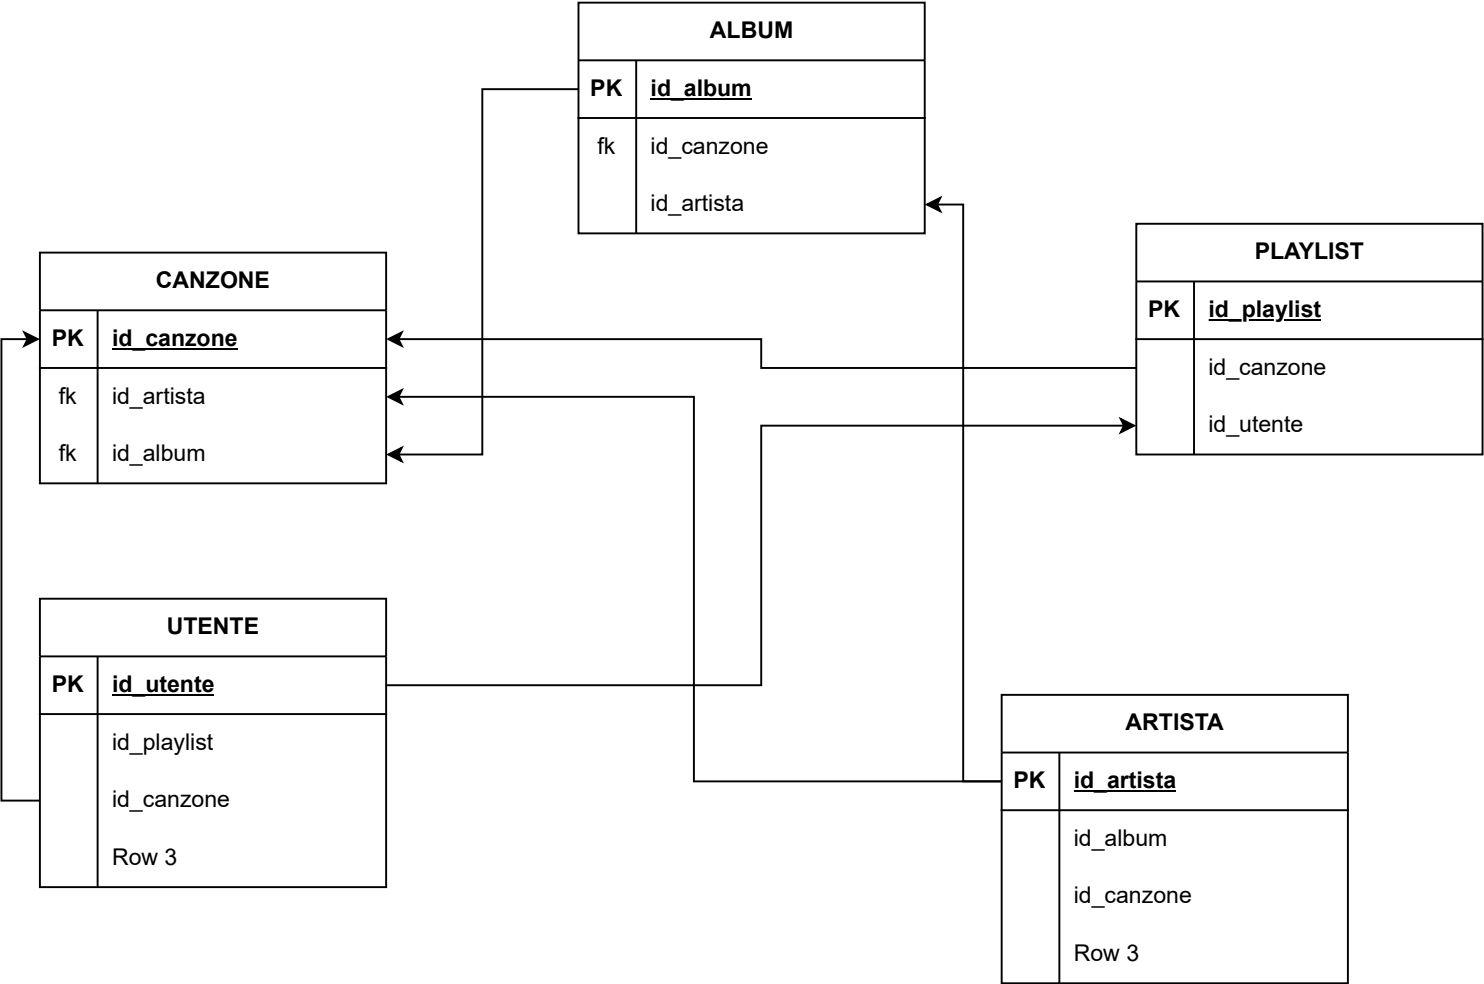 ALBUM
PK id_album
fk id_canzone
id_artista
PLAYLIST
PK id_playlist
id_canzone
id_utente
CANZONE
PK id_canzone
fk id_artista
fk id_album
UTENTE
PK id_utente
id_playlist
id_canzone
Row 3
ARTISTA
PK id_artista
id_album
id_canzone
Row 3